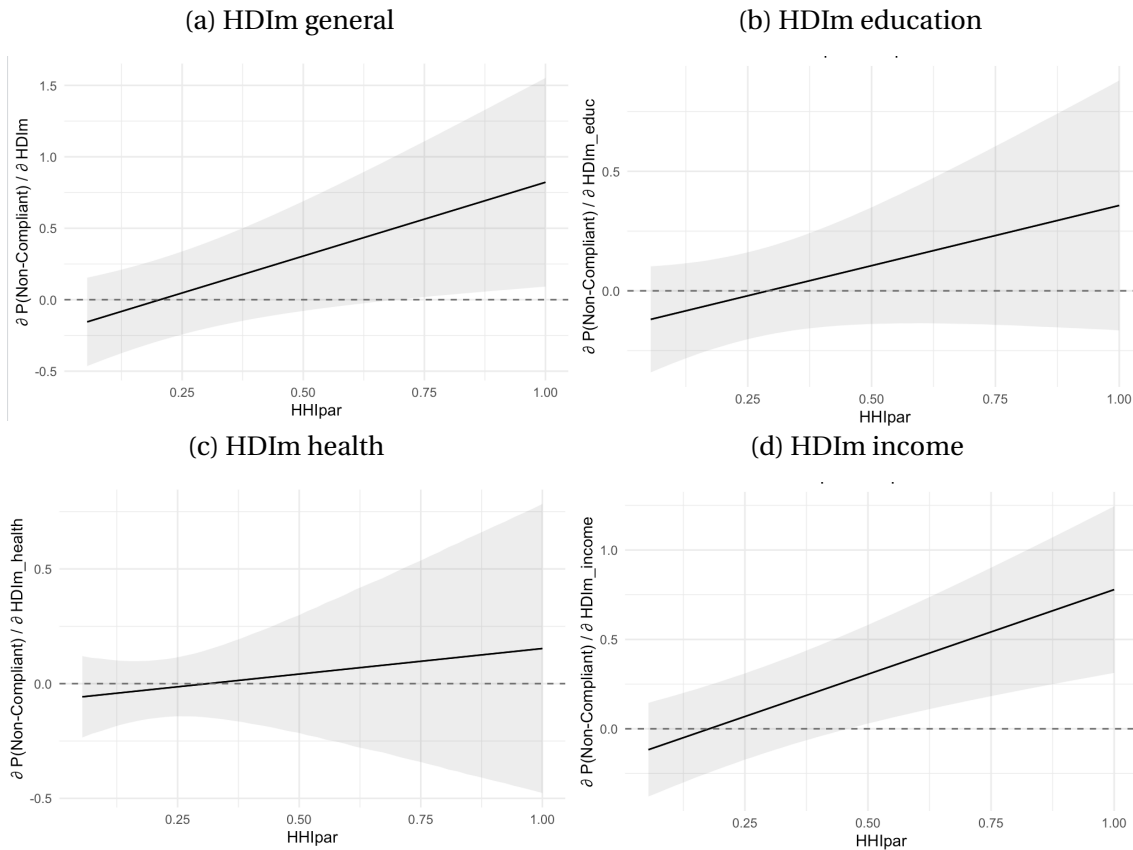 (a) HDIm general
(b) HDIm education
∂ P(Non-Compliant) / ∂ HDIm
1.5
1.0
0.5
0.0
-0.5
0.25
0.50
0.75
1.00
HHIpar
∂ P(Non-Compliant) / ∂ HDIm_educ
0.5
0.0
0.25
0.50
0.75
1.00
HHIpar
(c) HDIm health
(d) HDIm income
∂ P(Non-Compliant) / ∂ HDIm_health
0.5
0.0
-0.5
0.25
0.50
0.75
1.00
HHIpar
∂ P(Non-Compliant) / ∂ HDIm_income
1.0
0.5
0.0
0.25
0.50
0.75
1.00
HHIpar